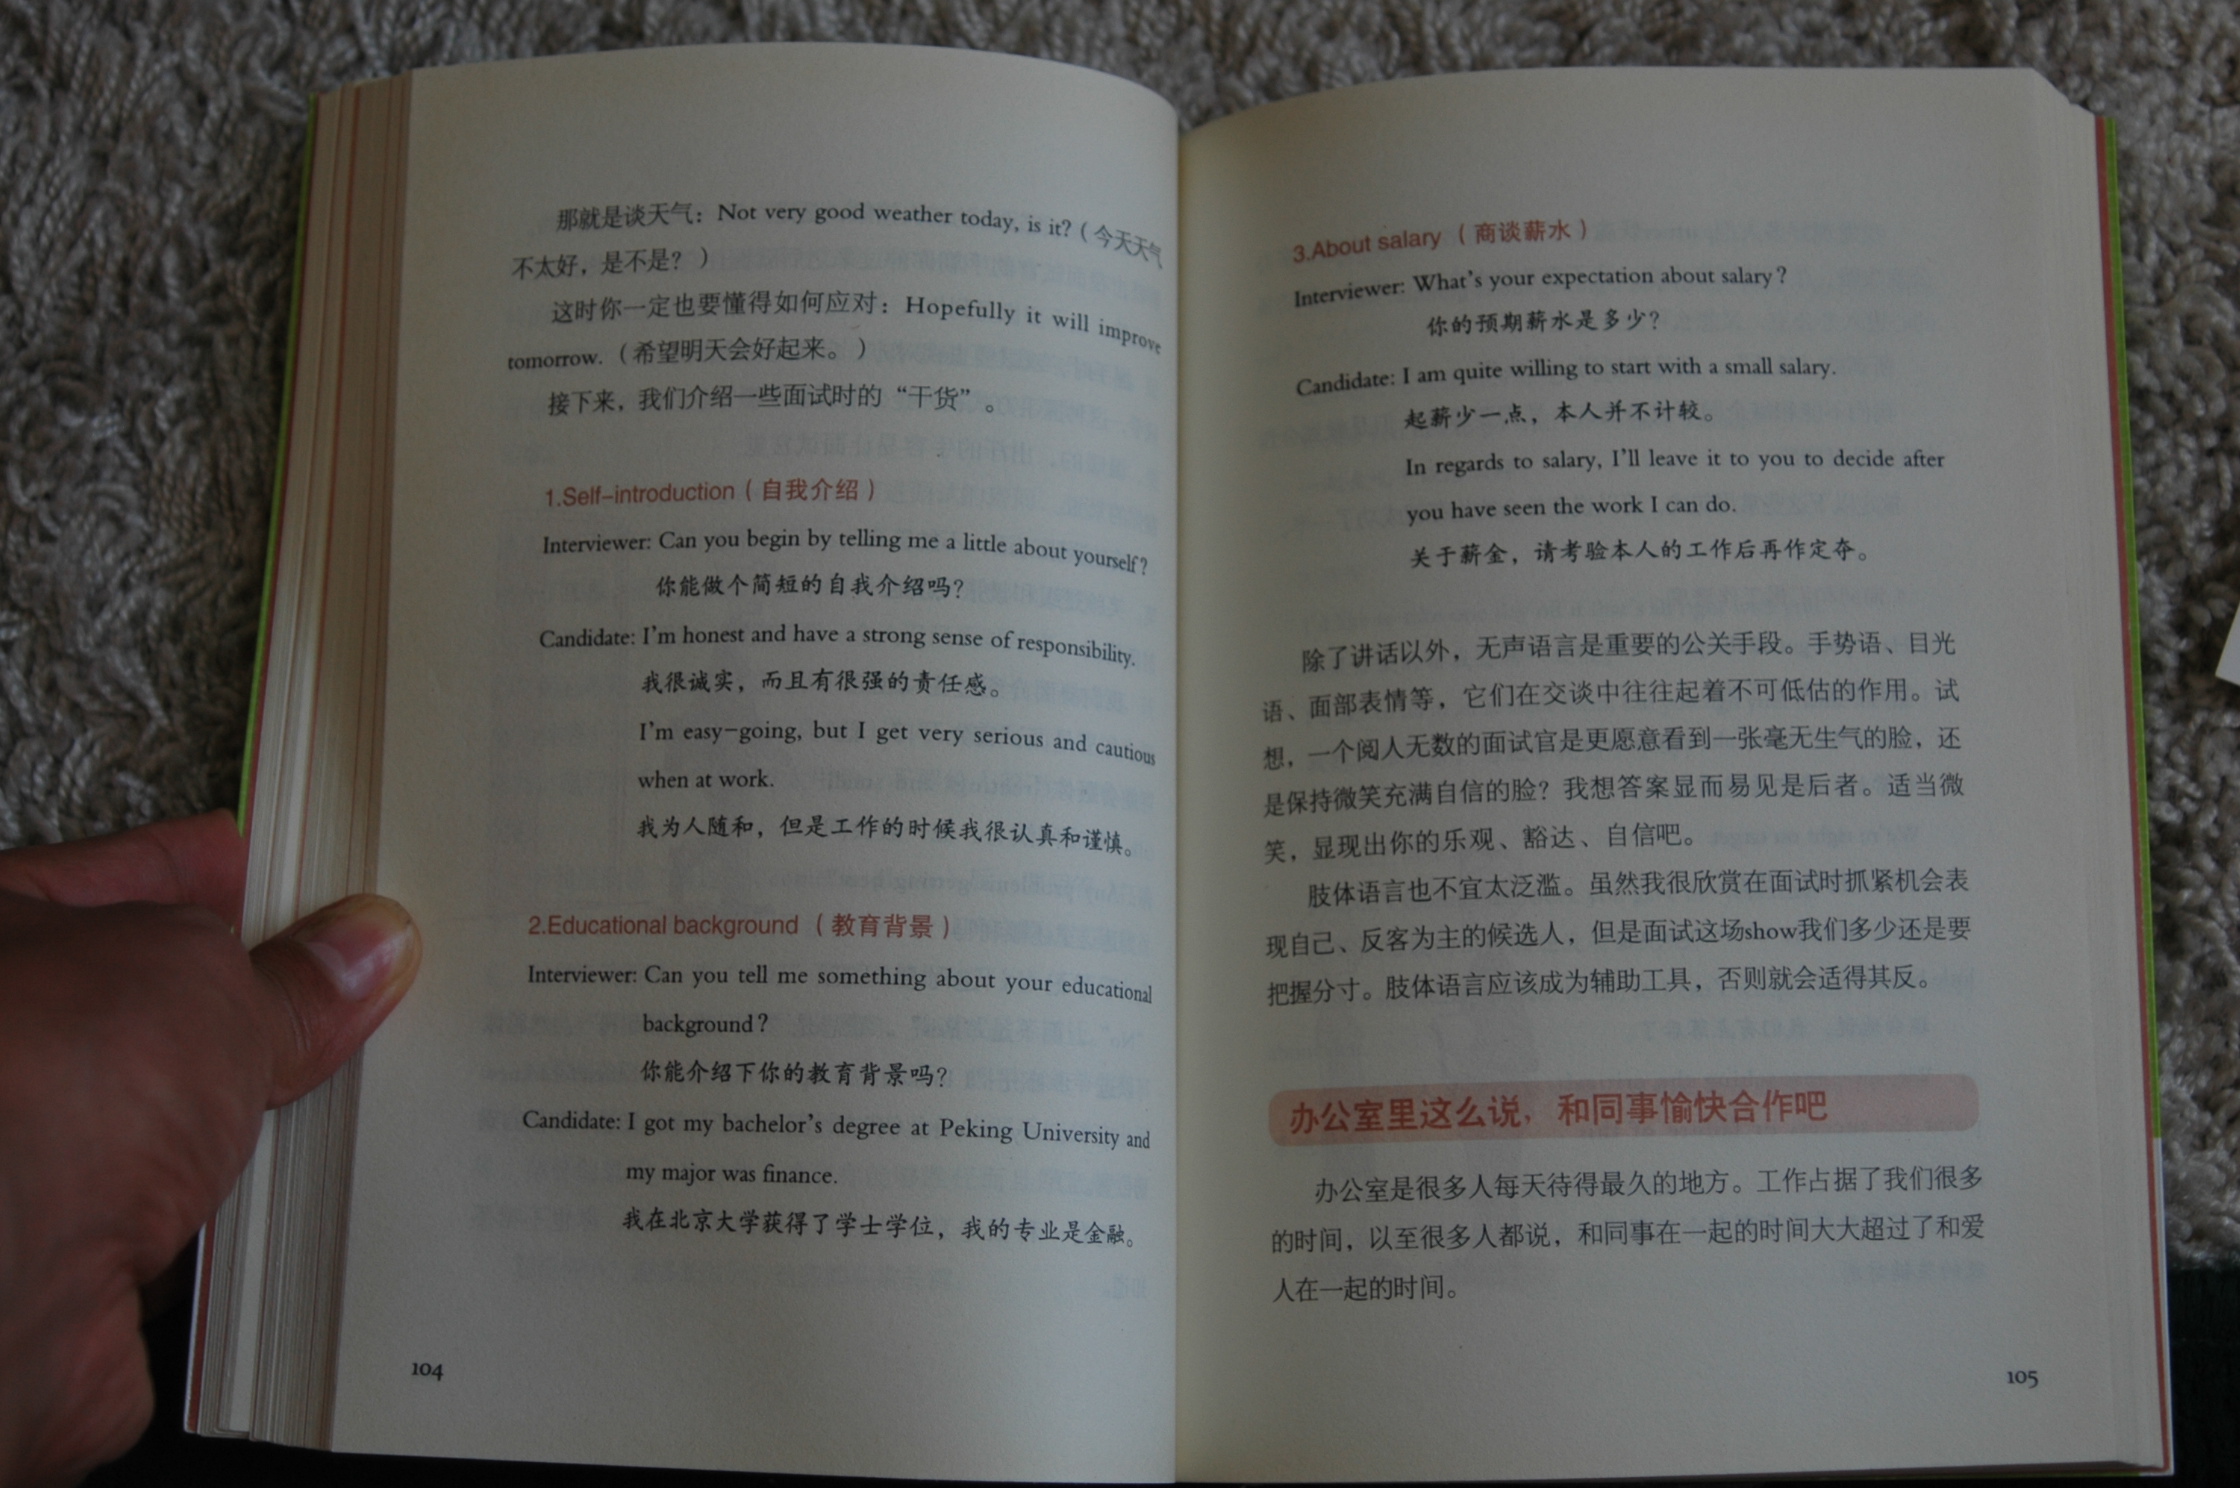 那就是谈天气：Not very good weather today, is it?（今天天气
不太好，是不是？）
这时你一定也要懂得如何应对：Hopefully it will improve
tomorrow.（希望明天会好起来。）
接下来，我们介绍一些面试时的“干货”。
1.Self-introduction（自我介绍）
Interviewer: Can you begin by telling me a little about yourself?
你能做个简短的自我介绍吗？
Candidate: I'm honest and have a strong sense of responsibility.
我很诚实，而且有很强的责任感。
I'm easy-going, but I get very serious and cautious
when at work.
我为人随和，但是工作的时候我很认真和谨慎。
2.Educational background（教育背景）
Interviewer: Can you tell me something about your educational
background?
你能介绍下你的教育背景吗？
Candidate: I got my bachelor's degree at Peking University and
my major was finance.
我在北京大学获得了学士学位，我的专业是金融。
104
3.About salary（商谈薪水）
Interviewer: What's your expectation about salary?
你的预期薪水是多少？
Candidate: I am quite willing to start with a small salary.
起薪少一点，本人并不计较。
In regards to salary, I'll leave it to you to decide after
you have seen the work I can do.
关于薪金，请考验本人的工作后再作定夺。
除了讲话以外，无声语言是重要的公关手段。手势语、目光
语、面部表情等，它们在交谈中往往起着不可低估的作用。试
想，一个阅人无数的面试官是更愿意看到一张毫无生气的脸，还
是保持微笑充满自信的脸？我想答案显而易见是后者。适当微
笑，显现出你的乐观、豁达、自信吧。
肢体语言也不宜太泛滥。虽然我很欣赏在面试时抓紧机会表
现自己、反客为主的候选人，但是面试这场show我们多少还是要
把握分寸。肢体语言应该成为辅助工具，否则就会适得其反。
办公室里这么说，和同事愉快合作吧
办公室是很多人每天待得最久的地方。工作占据了我们很多
的时间，以至很多人都说，和同事在一起的时间大大超过了和爱
人在一起的时间。
105